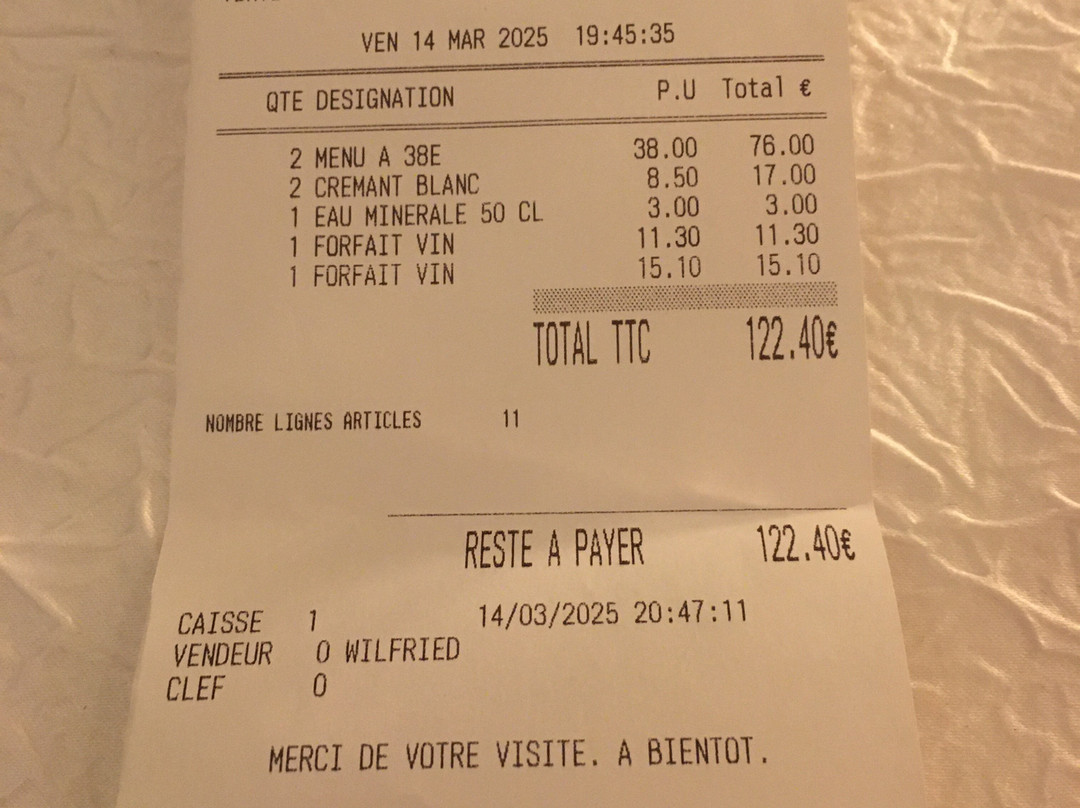 VEN 14 MAR 2025 19:45:35
QTE DESIGNATION P.U Total €
2 MENU A 38E 38.00 76.00
2 CREMANT BLANC 8.50 17.00
1 EAU MINERALE 50 CL 3.00 3.00
1 FORFAIT VIN 11.30 11.30
1 FORFAIT VIN 15.10 15.10
TOTAL TTC 122.40€
NOMBRE LIGNES ARTICLES 11
RESTE A PAYER 122.40€
CAISSE 1 14/03/2025 20:47:11
VENDEUR 0 WILFRIED
CLEF 0
MERCI DE VOTRE VISITE. A BIENTOT.